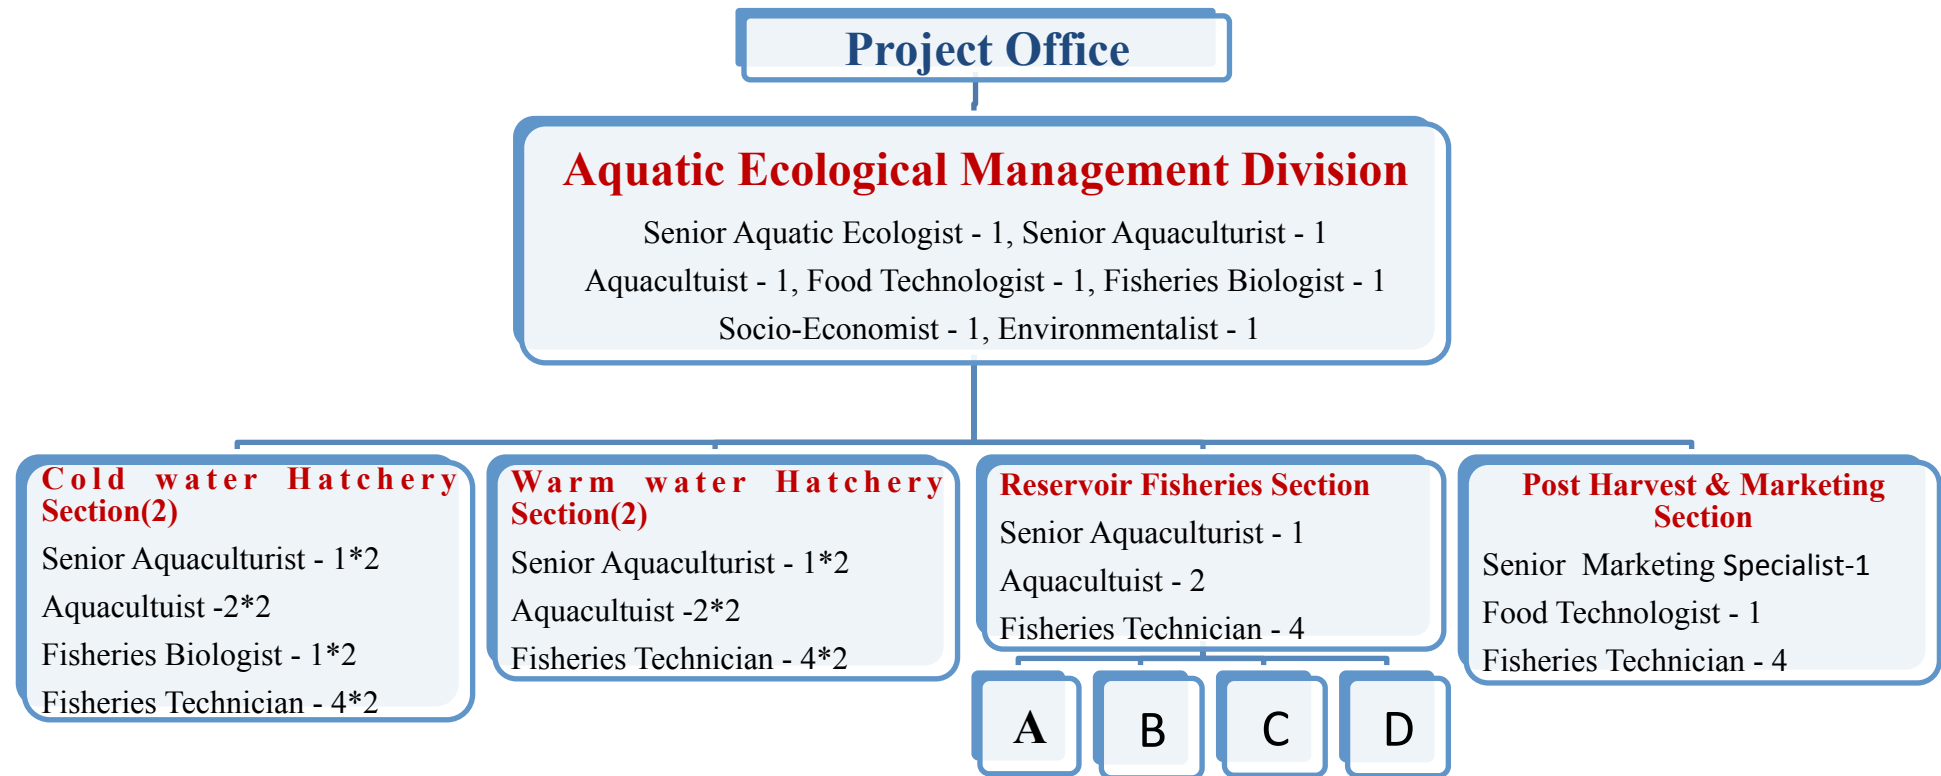 Project Office
Aquatic Ecological Management Division
Senior Aquatic Ecologist - 1, Senior Aquaculturist - 1
Aquacultuist - 1, Food Technologist - 1, Fisheries Biologist - 1
Socio-Economist - 1, Environmentalist - 1
Cold water Hatchery
Section(2)
Senior Aquaculturist - 1*2
Aquacultuist -2*2
Fisheries Biologist - 1*2
Fisheries Technician - 4*2
Warm water Hatchery
Section(2)
Senior Aquaculturist - 1*2
Aquacultuist -2*2
Fisheries Technician - 4*2
Reservoir Fisheries Section
Senior Aquaculturist - 1
Aquacultuist - 2
Fisheries Technician - 4
A
B
C
D
Post Harvest & Marketing
Section
Senior Marketing Specialist-1
Food Technologist - 1
Fisheries Technician - 4